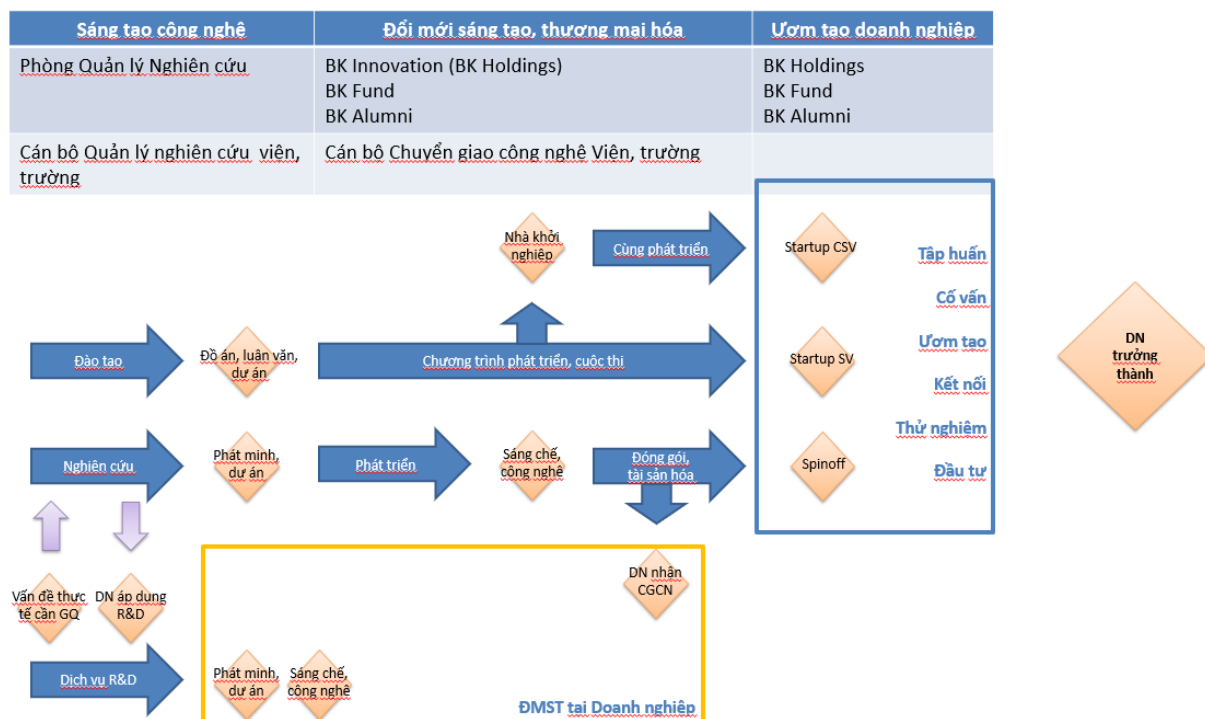 Sáng tạo công nghệ
Đổi mới sáng tạo, thương mại hóa
Ươm tạo doanh nghiệp
Phòng Quản lý Nghiên cứu
BK Innovation (BK Holdings)
BK Fund
BK Alumni
BK Holdings
BK Fund
BK Alumni
Cán bộ Quản lý nghiên cứu viện,
trường
Cán bộ Chuyển giao công nghệ Viện, trường
Nhà khởi
nghiệp
Cùng phát triển
Startup CSV
Tập huấn
Cố vấn
Đào tạo
Đồ án, luận văn,
dự án
Chương trình phát triển, cuộc thi
Startup SV
Ươm tạo
Kết nối
DN
trưởng
thành
Nghiên cứu
Phát minh,
dự án
Phát triển
Sáng chế,
công nghệ
Đóng gói,
tài sản hóa
Spinoff
Thử nghiệm
Đầu tư
Vấn đề thực
tế cần GQ
DN áp dụng
R&D
DN nhận
CGCN
Dịch vụ R&D
Phát minh,
dự án
Sáng chế,
công nghệ
ĐMST tại Doanh nghiệp